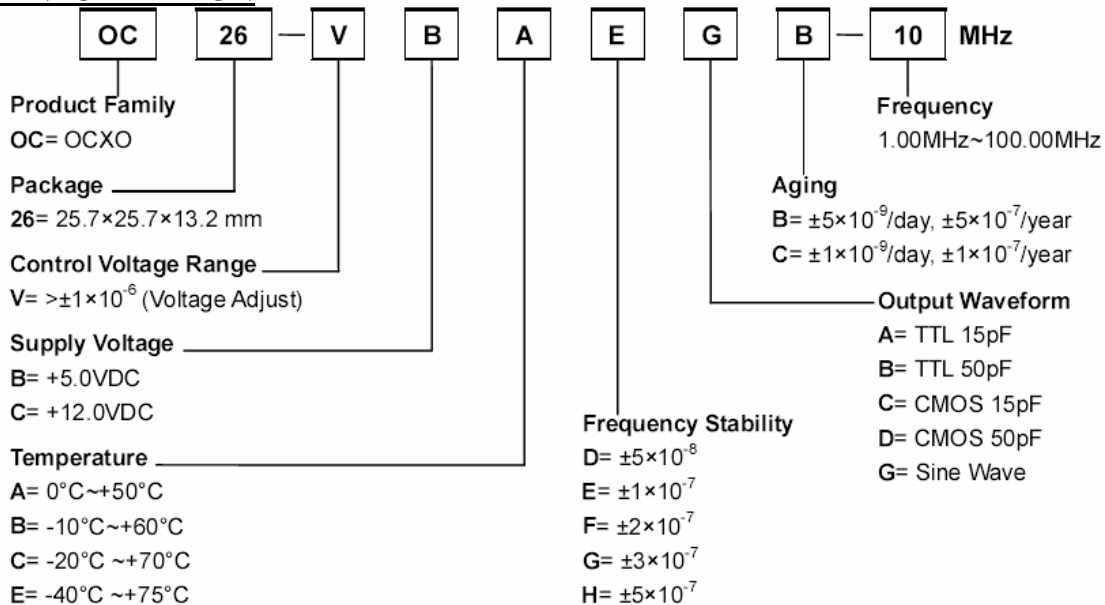 OC 26 — V B A E G B — 10 MHz
Product Family
OC= OCXO
Package
26= 25.7×25.7×13.2 mm
Control Voltage Range
V= >±1×10⁻⁶ (Voltage Adjust)
Supply Voltage
B= +5.0VDC
C= +12.0VDC
Temperature
A= 0°C~+50°C
B= -10°C~+60°C
C= -20°C ~+70°C
E= -40°C ~+75°C
Frequency Stability
D= ±5×10⁻⁸
E= ±1×10⁻⁷
F= ±2×10⁻⁷
G= ±3×10⁻⁷
H= ±5×10⁻⁷
Frequency
1.00MHz~100.00MHz
Aging
B= ±5×10⁻⁹/day, ±5×10⁻⁷/year
C= ±1×10⁻⁹/day, ±1×10⁻⁷/year
Output Waveform
A= TTL 15pF
B= TTL 50pF
C= CMOS 15pF
D= CMOS 50pF
G= Sine Wave